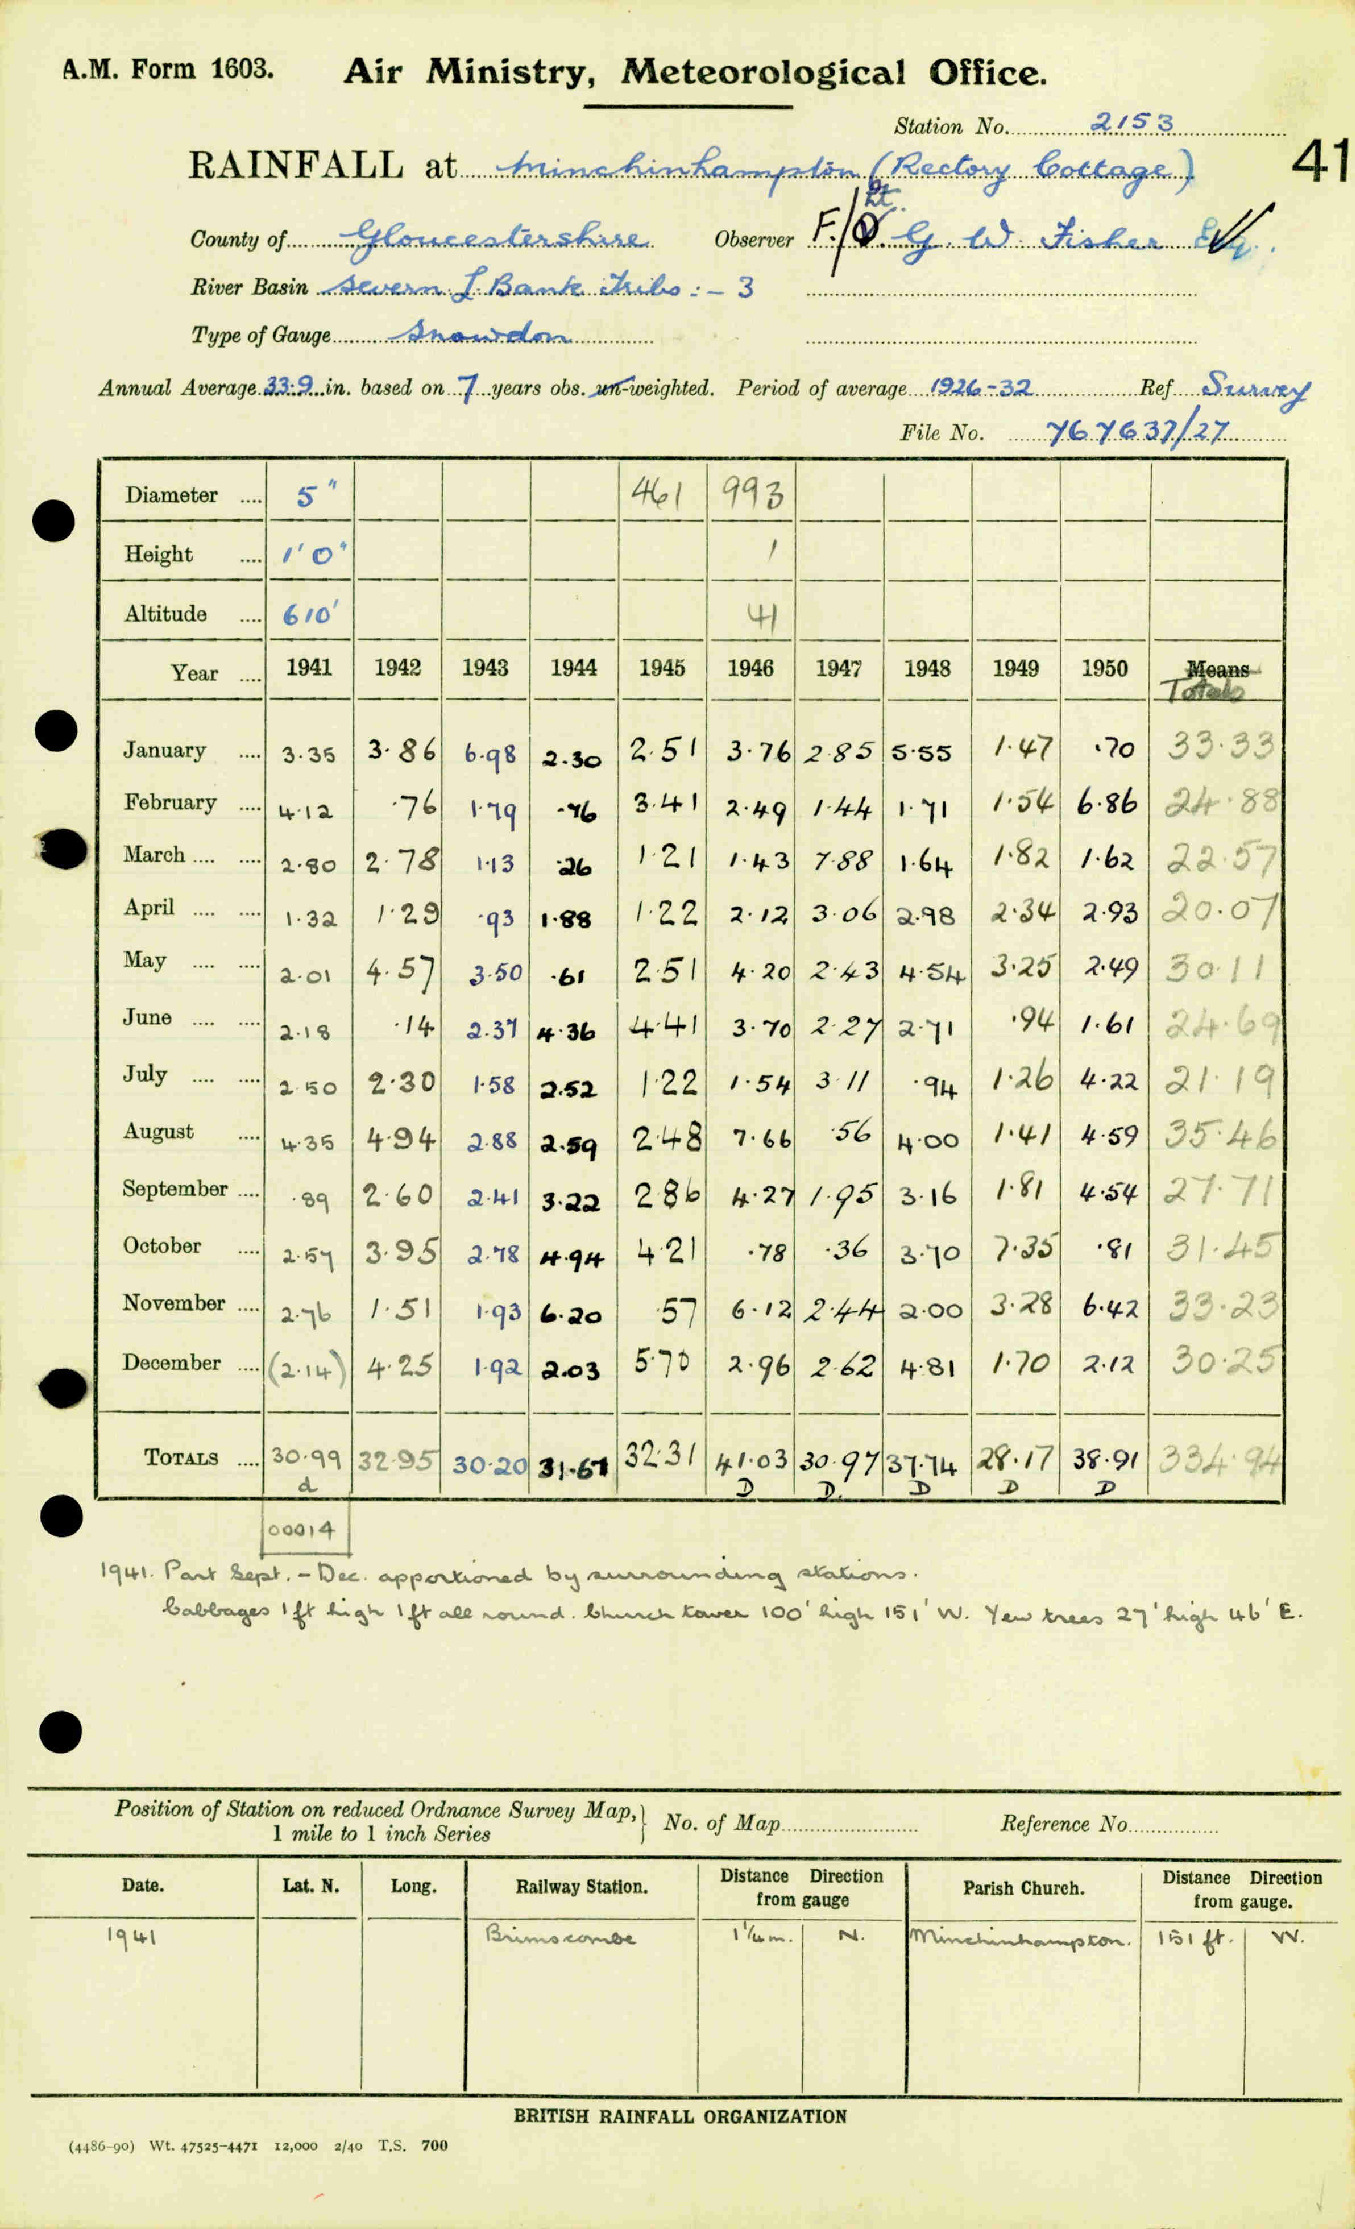 A.M. Form 1603. Air Ministry, Meteorological Office.
Station No. 2153
41
RAINFALL at Minchinhampton (Rectory Cottage)
County of Gloucestershire Observer F./Lt. G. W. Fisher
River Basin Severn L. Bank Tribs :- 3
Type of Gauge Snowdon
Annual Average 33.9 in. based on 7 years obs. un-weighted. Period of average 1926-32 Ref Survey
File No. 767637/27
Diameter .... 5" 461 993
Height .... 1'0" 1
Altitude .... 610' 41
Year .... 1941 1942 1943 1944 1945 1946 1947 1948 1949 1950 Means Totals
January .... 3.35 3.86 6.98 2.30 2.51 3.76 2.85 5.55 1.47 .70 33.33
February .... 4.12 .76 1.79 .76 3.41 2.49 1.44 1.71 1.54 6.86 24.88
March .... .... 2.80 2.78 1.13 .26 1.21 1.43 7.88 1.64 1.82 1.62 22.57
April .... .... 1.32 1.29 .93 1.88 1.22 2.12 3.06 2.98 2.34 2.93 20.07
May .... .... 2.01 4.57 3.50 .61 2.51 4.20 2.43 4.54 3.25 2.49 30.11
June .... .... 2.18 .14 2.37 4.36 4.41 3.70 2.27 2.71 .94 1.61 24.69
July .... .... 2.50 2.30 1.58 2.52 1.22 1.54 3.11 .94 1.26 4.22 21.19
August .... 4.35 4.94 2.88 2.59 2.48 7.66 .56 4.00 1.41 4.59 35.46
September .... .89 2.60 2.41 3.22 2.86 4.27 1.95 3.16 1.81 4.54 27.71
October .... 2.57 3.95 2.78 4.94 4.21 .78 .36 3.70 7.35 .81 31.45
November .... 2.76 1.51 1.93 6.20 .57 6.12 2.44 2.00 3.28 6.42 33.23
December .... (2.14) 4.25 1.92 2.03 5.70 2.96 2.62 4.81 1.70 2.12 30.25
TOTALS .... 30.99 32.95 30.20 31.67 32.31 41.03 30.97 37.74 28.17 38.91 334.94
d D D D D D
00014
1941. Part Sept. - Dec. apportioned by surrounding stations.
Cabbages 1ft high 1ft all round. Church tower 100' high 151' W. Yew trees 27' high 46' E.
Position of Station on reduced Ordnance Survey Map, } No. of Map Reference No.
1 mile to 1 inch Series
Date. Lat. N. Long. Railway Station. Distance Direction from gauge Parish Church. Distance Direction from gauge.
1941 Brimscombe 1¼ m. N. Minchinhampton. 151 ft. W.
BRITISH RAINFALL ORGANIZATION
(4486-90) Wt. 47525-4471 12,000 2/40 T.S. 700